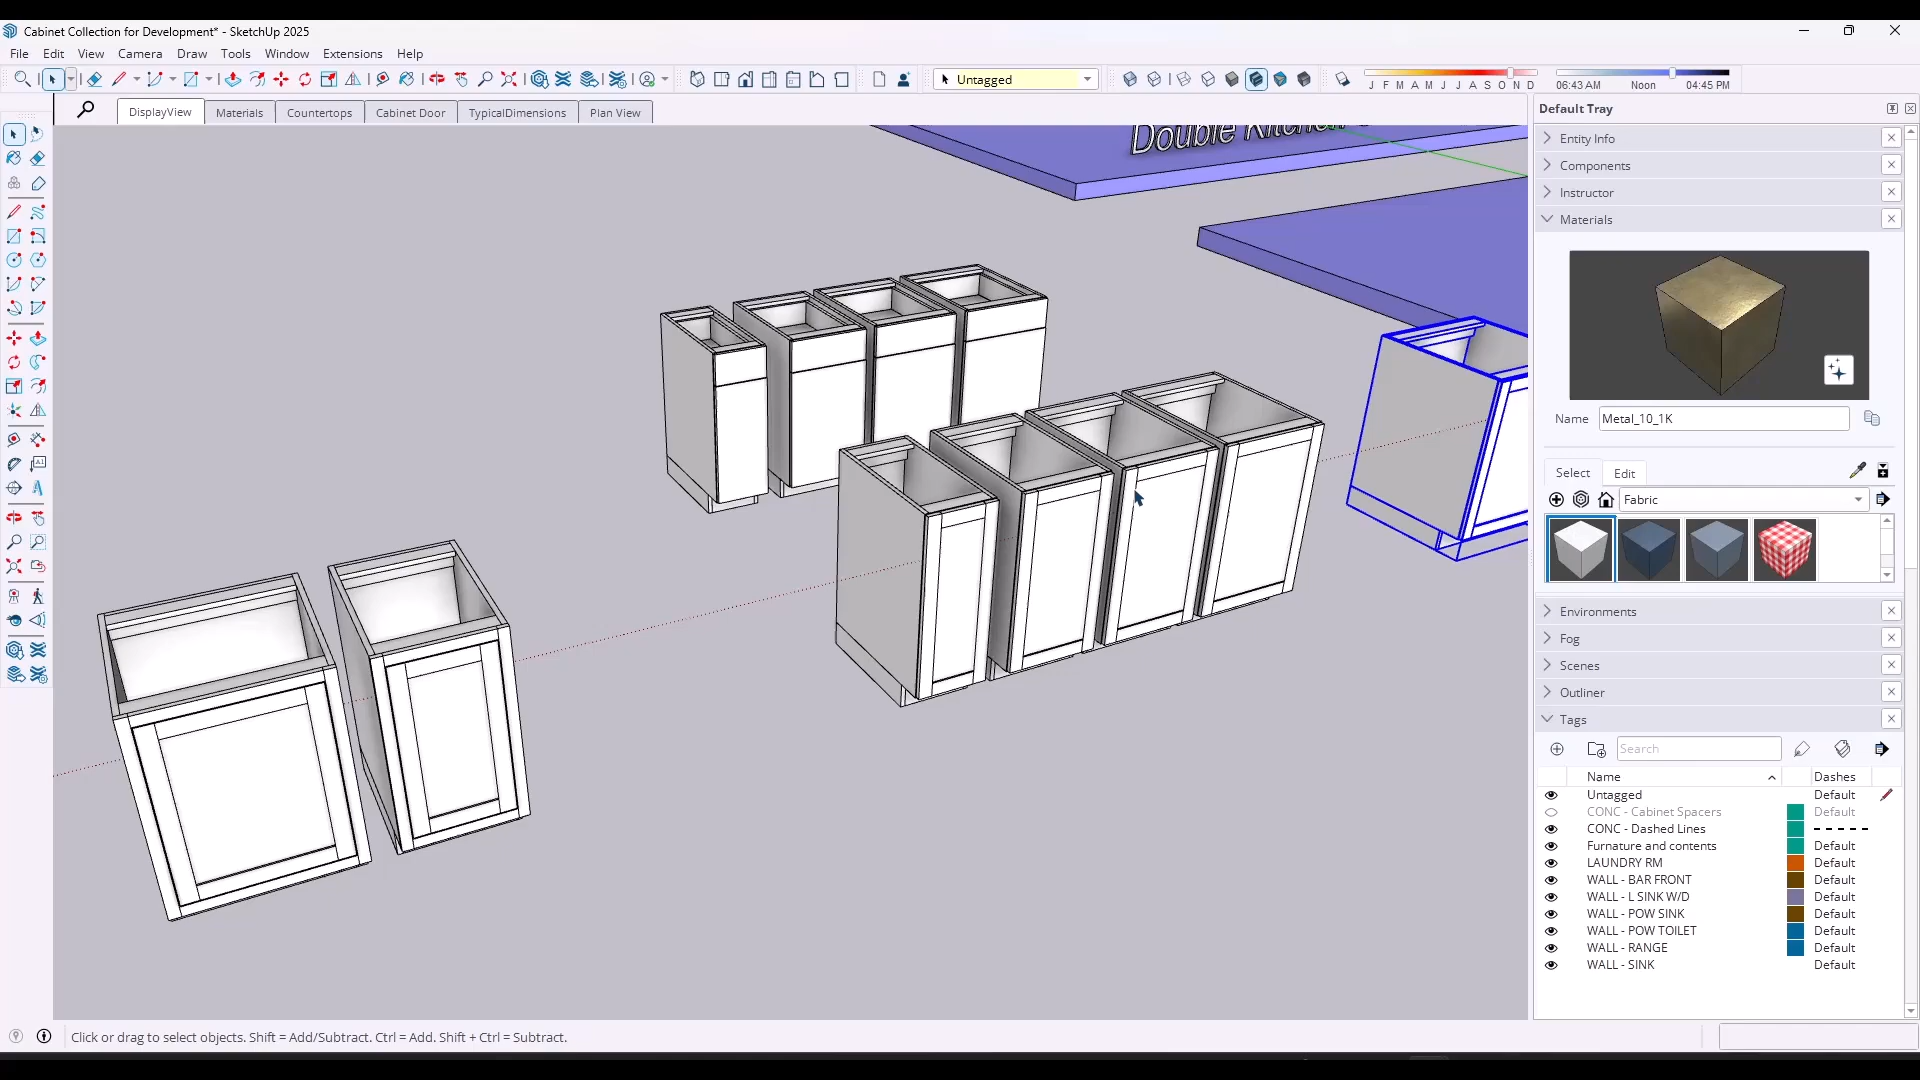 Cabinet Collection for Development* - SketchUp 2025
File Edit View Camera Draw Tools Window Extensions Help
Untagged
J F M A M J J A S O N D
06:43 AM Noon 04:45 PM
DisplayView Materials Countertops Cabinet Door TypicalDimensions Plan View
Default Tray
Entity Info
Components
Instructor
Materials
Name Metal_10_1K
Select Edit
Fabric
Environments
Fog
Scenes
Outliner
Tags
Search
Name Dashes
Untagged Default
CONC - Cabinet Spacers Default
CONC - Dashed Lines
Furnature and contents Default
LAUNDRY RM Default
WALL - BAR FRONT Default
WALL - L SINK W/D Default
WALL - POW SINK Default
WALL - POW TOILET Default
WALL - RANGE Default
WALL - SINK Default
Double
Click or drag to select objects. Shift = Add/Subtract. Ctrl = Add. Shift + Ctrl = Subtract.